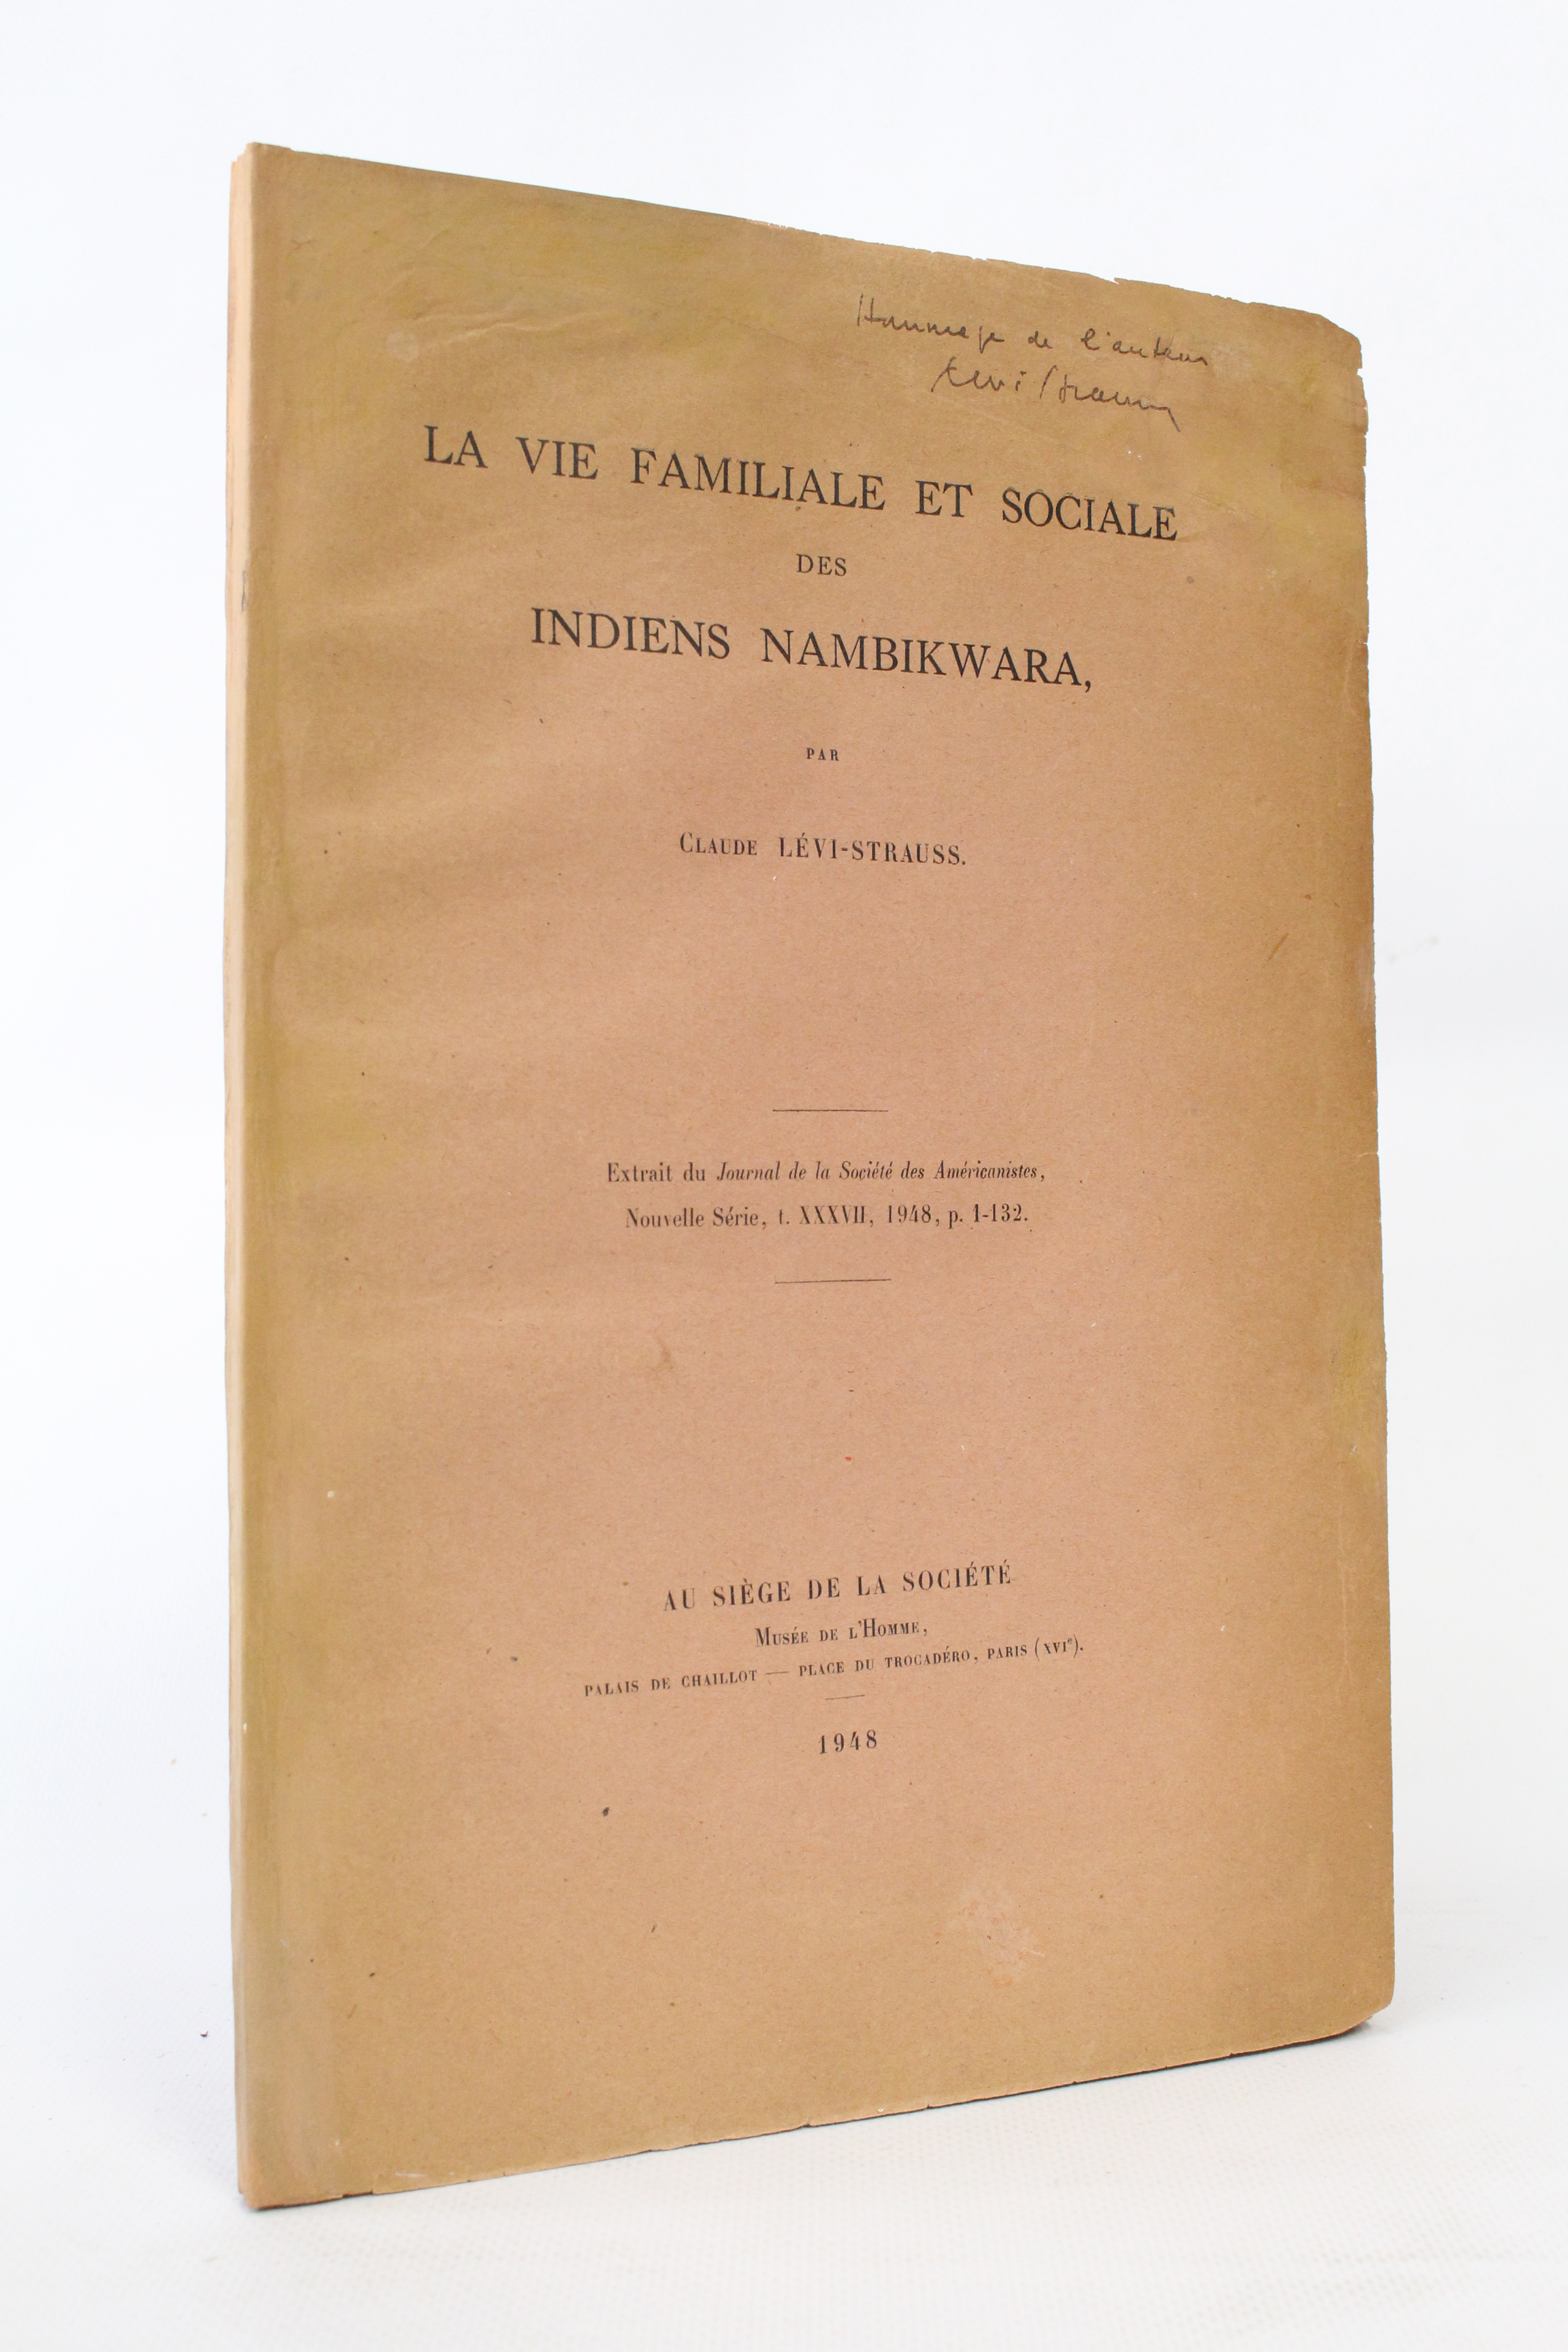 Hommage de l'auteur
Lévi Strauss
LA VIE FAMILIALE ET SOCIALE
DES
INDIENS NAMBIKWARA,
PAR
CLAUDE LÉVI-STRAUSS.
Extrait du Journal de la Société des Américanistes,
Nouvelle Série, t. XXXVII, 1948, p. 1-132.
AU SIÈGE DE LA SOCIÉTÉ
MUSÉE DE L'HOMME,
PALAIS DE CHAILLOT — PLACE DU TROCADÉRO, PARIS (XVIe).
1948